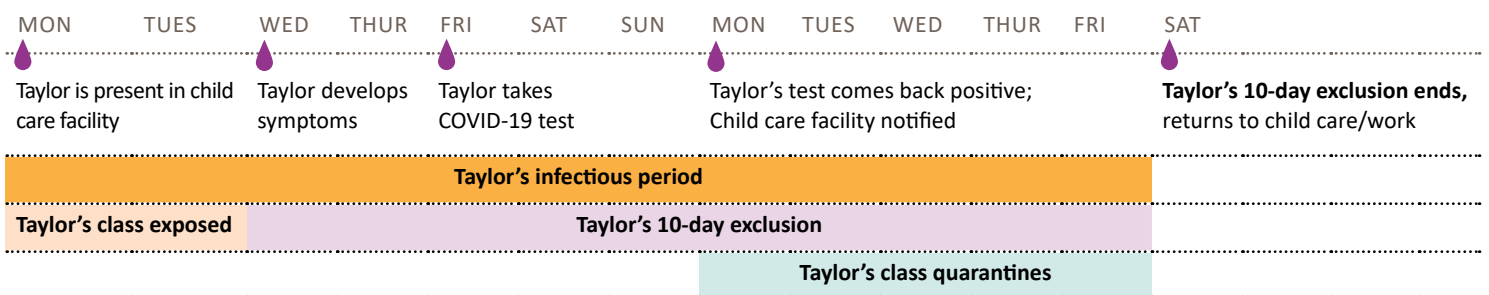 MON TUES WED THUR FRI SAT SUN MON TUES WED THUR FRI SAT
Taylor is present in child care facility
Taylor develops symptoms
Taylor takes COVID-19 test
Taylor’s test comes back positive;
Child care facility notified
Taylor’s 10-day exclusion ends,
returns to child care/work
Taylor’s infectious period
Taylor’s class exposed
Taylor’s 10-day exclusion
Taylor’s class quarantines